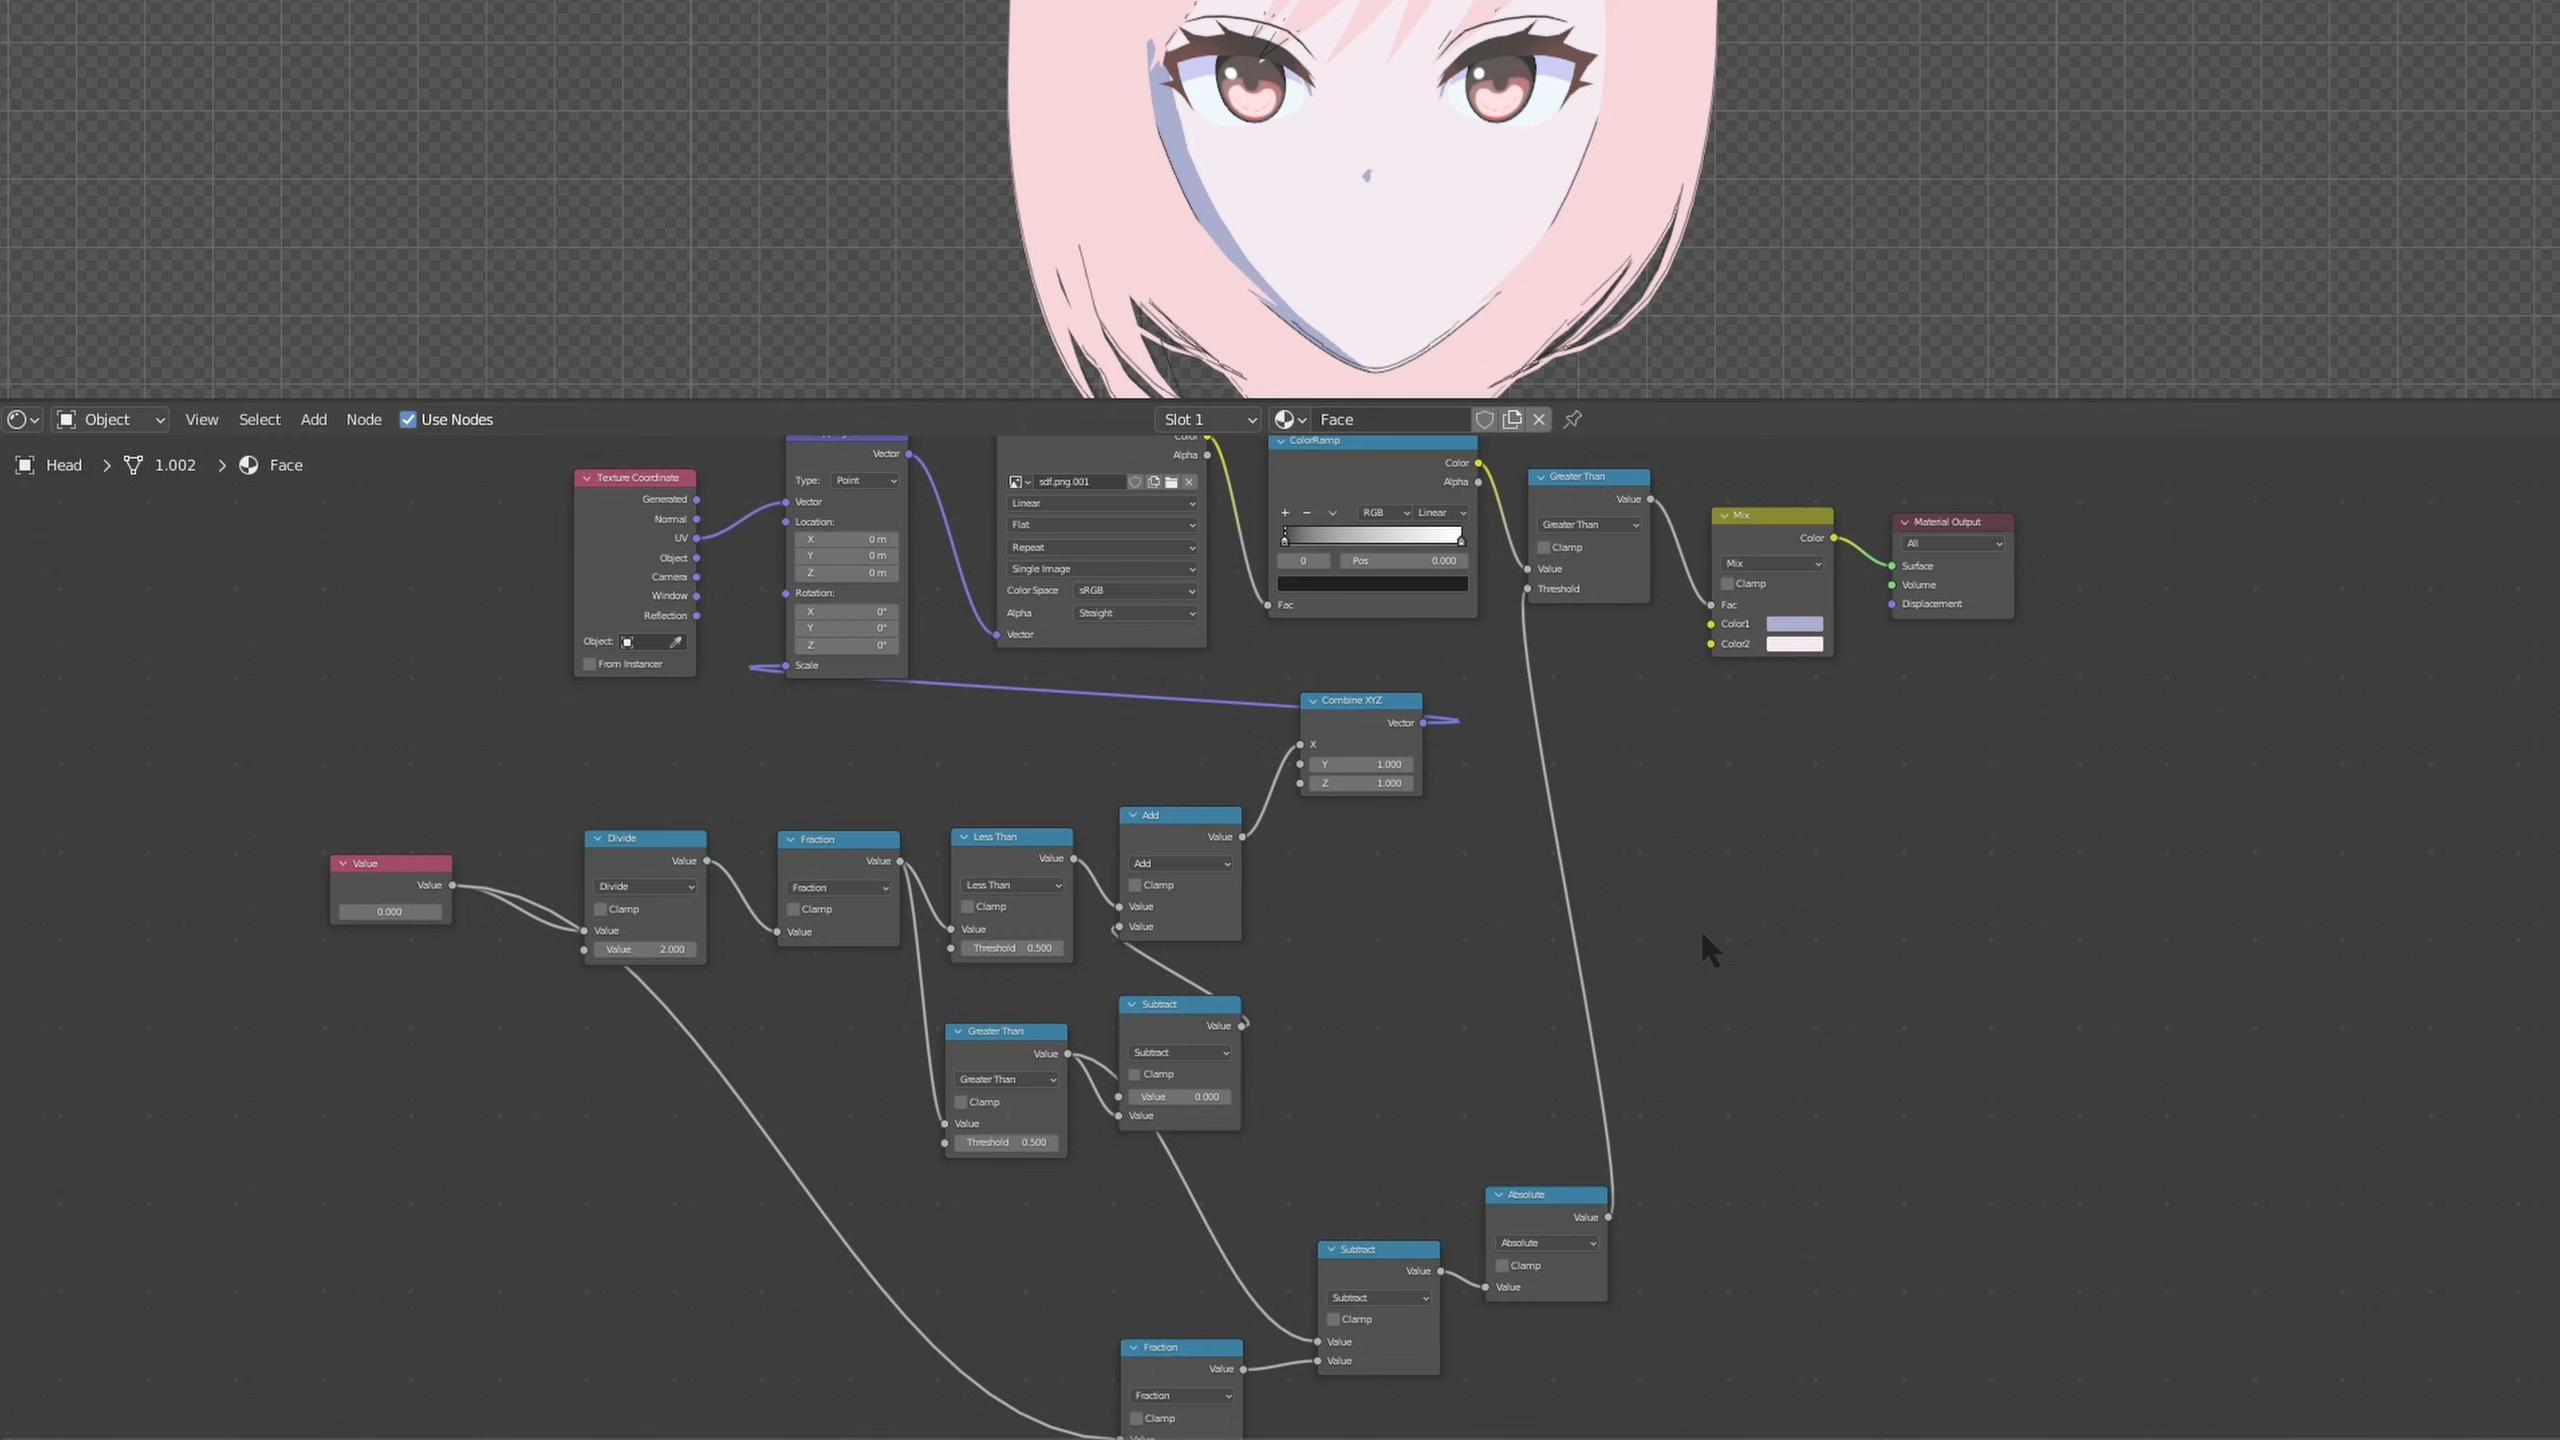 Object
View
Select
Add
Node
Use Nodes
Slot 1
Face
Head
1.002
Face
Texture Coordinate
Generated
Normal
UV
Object
Camera
Window
Reflection
Object:
From Instancer
Vector
Type: Point
Vector
Location:
X 0 m
Y 0 m
Z 0 m
Rotation:
X 0°
Y 0°
Z 0°
Scale
Color
Alpha
sdf.png.001
Linear
Flat
Repeat
Single Image
Color Space sRGB
Alpha Straight
Vector
ColorRamp
Color
Alpha
+ − RGB Linear
0 Pos 0.000
Fac
Greater Than
Value
Greater Than
Clamp
Value
Threshold
Mix
Color
Mix
Clamp
Fac
Color1
Color2
Material Output
All
Surface
Volume
Displacement
Combine XYZ
Vector
X
Y 1.000
Z 1.000
Value
Value
0.000
Divide
Value
Divide
Clamp
Value
Value 2.000
Fraction
Value
Fraction
Clamp
Value
Less Than
Value
Less Than
Clamp
Value
Threshold 0.500
Add
Value
Add
Clamp
Value
Value
Greater Than
Value
Greater Than
Clamp
Value
Threshold 0.500
Subtract
Value
Subtract
Clamp
Value 0.000
Value
Absolute
Value
Absolute
Clamp
Value
Subtract
Value
Subtract
Clamp
Value
Value
Fraction
Value
Fraction
Clamp